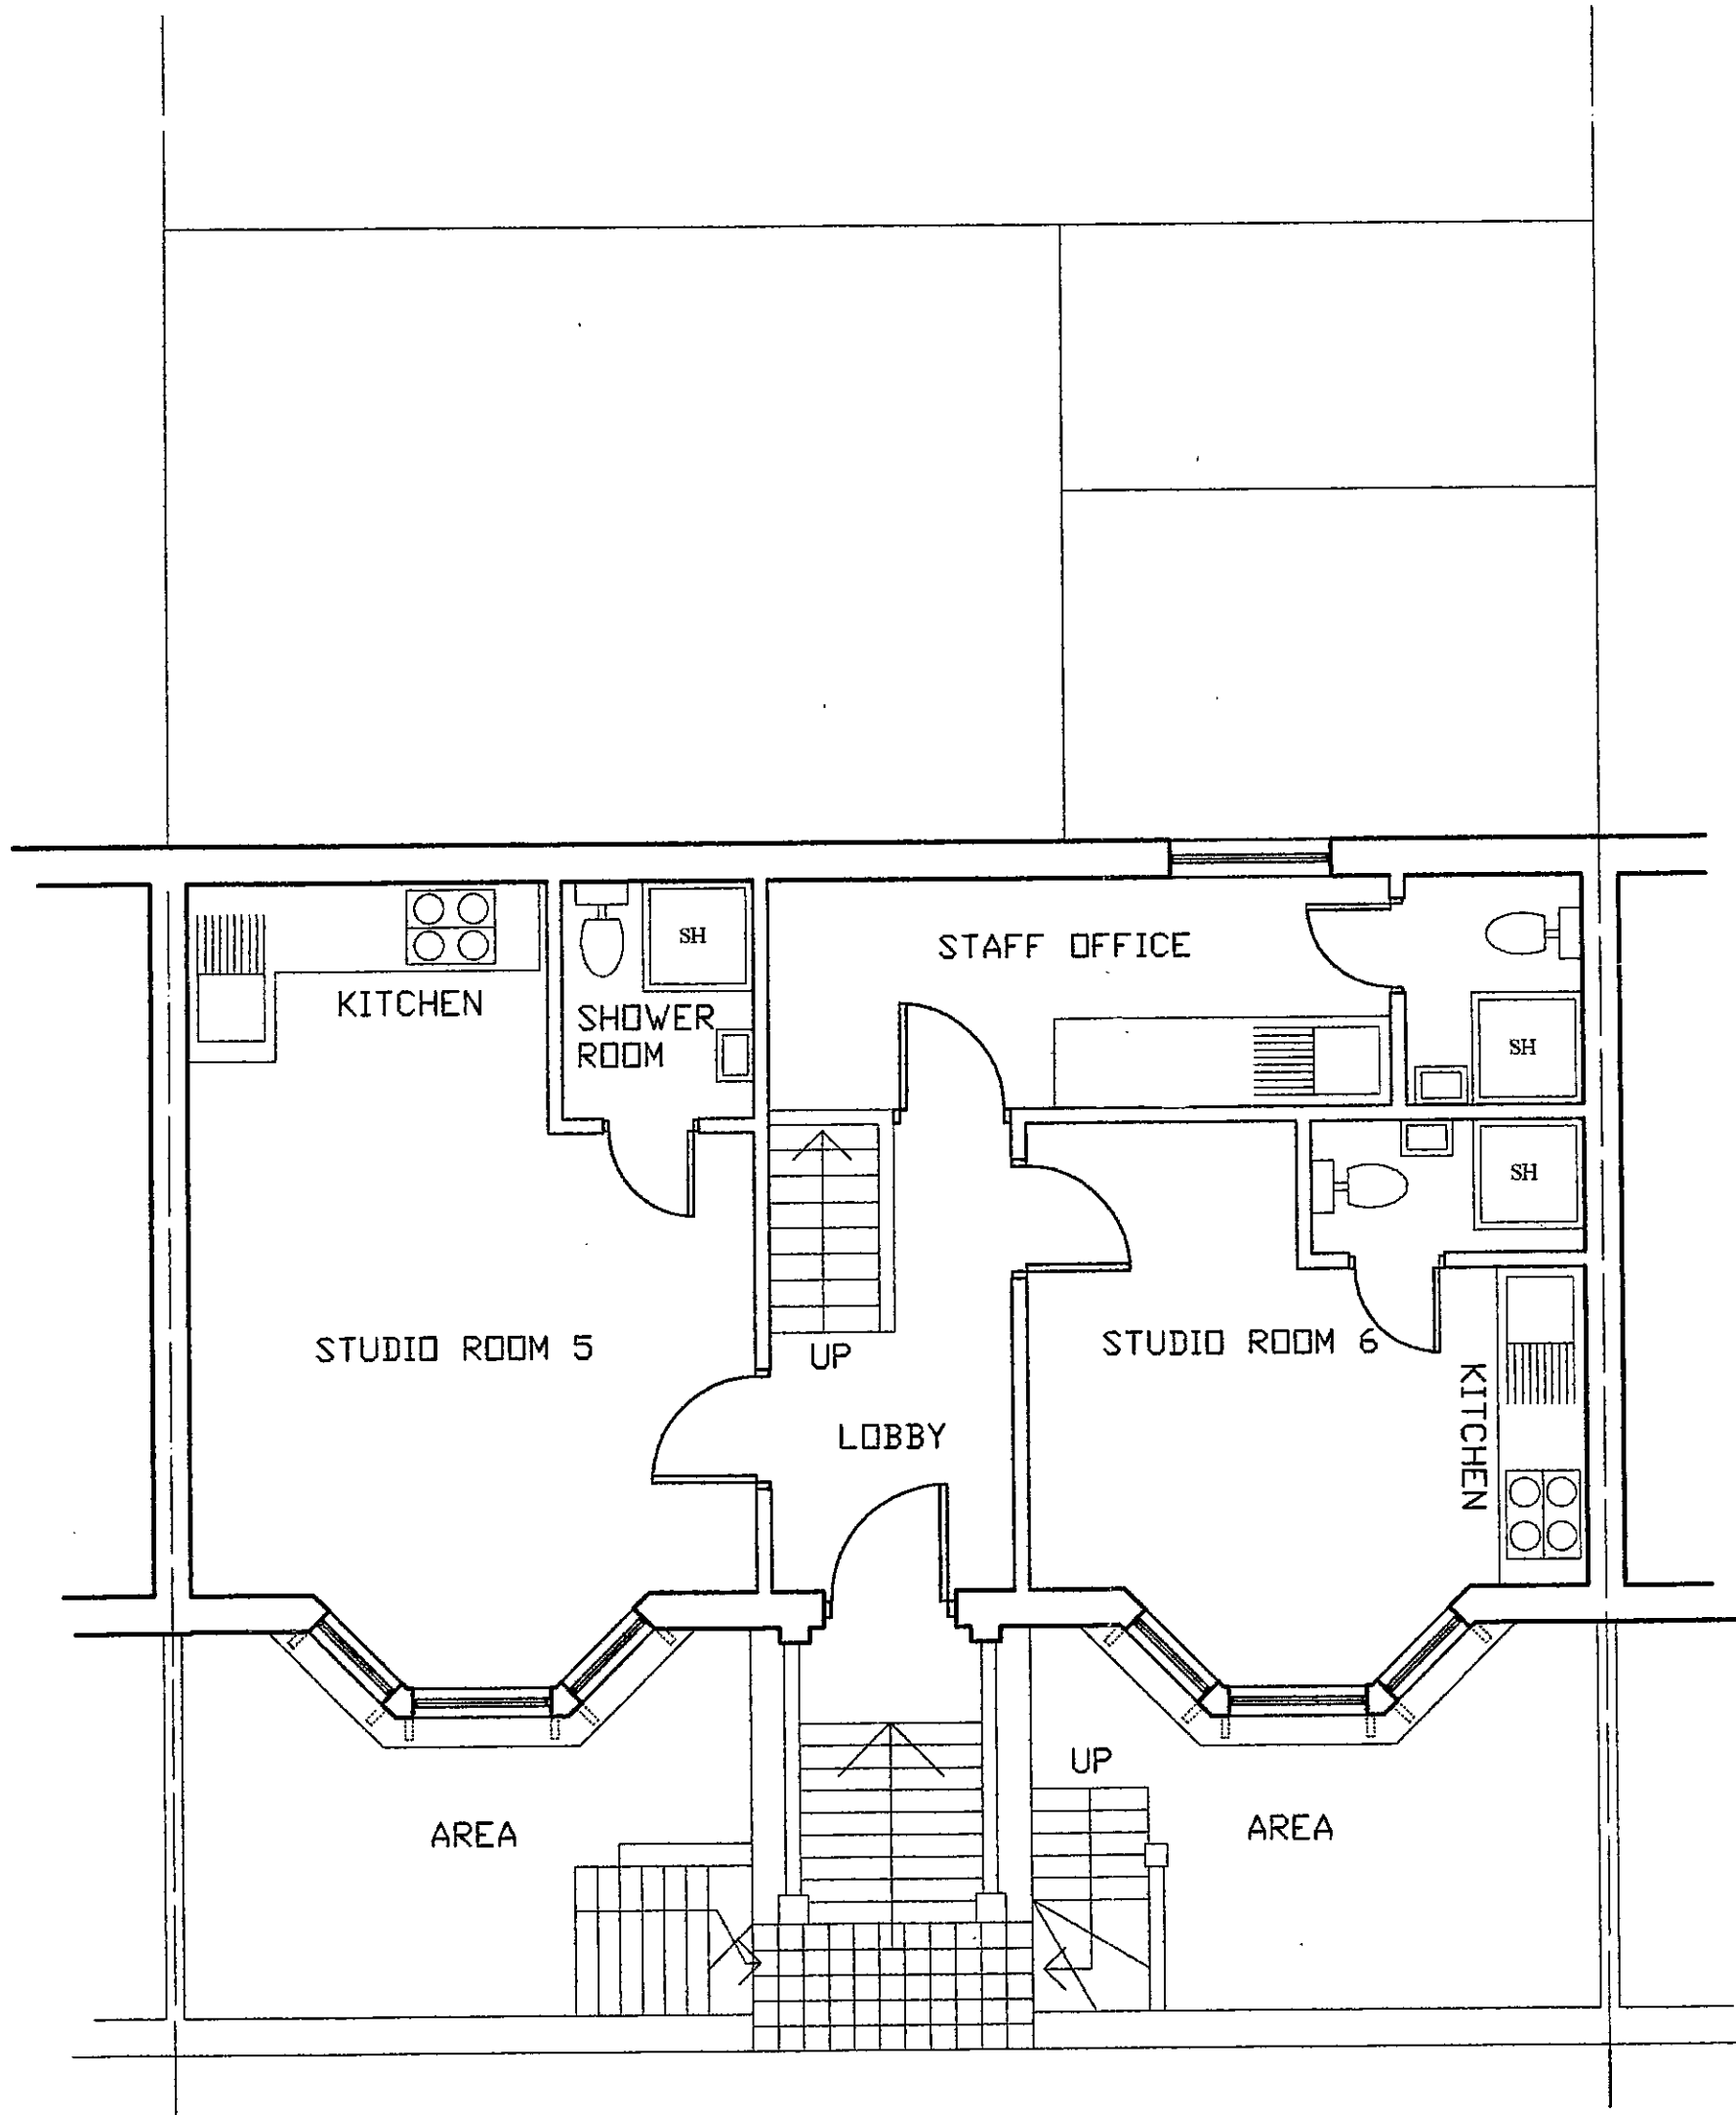 STAFF OFFICE
SH
KITCHEN
SHOWER
ROOM
SH
SH
STUDIO ROOM 5
UP
STUDIO ROOM 6
KITCHEN
LOBBY
UP
AREA
AREA